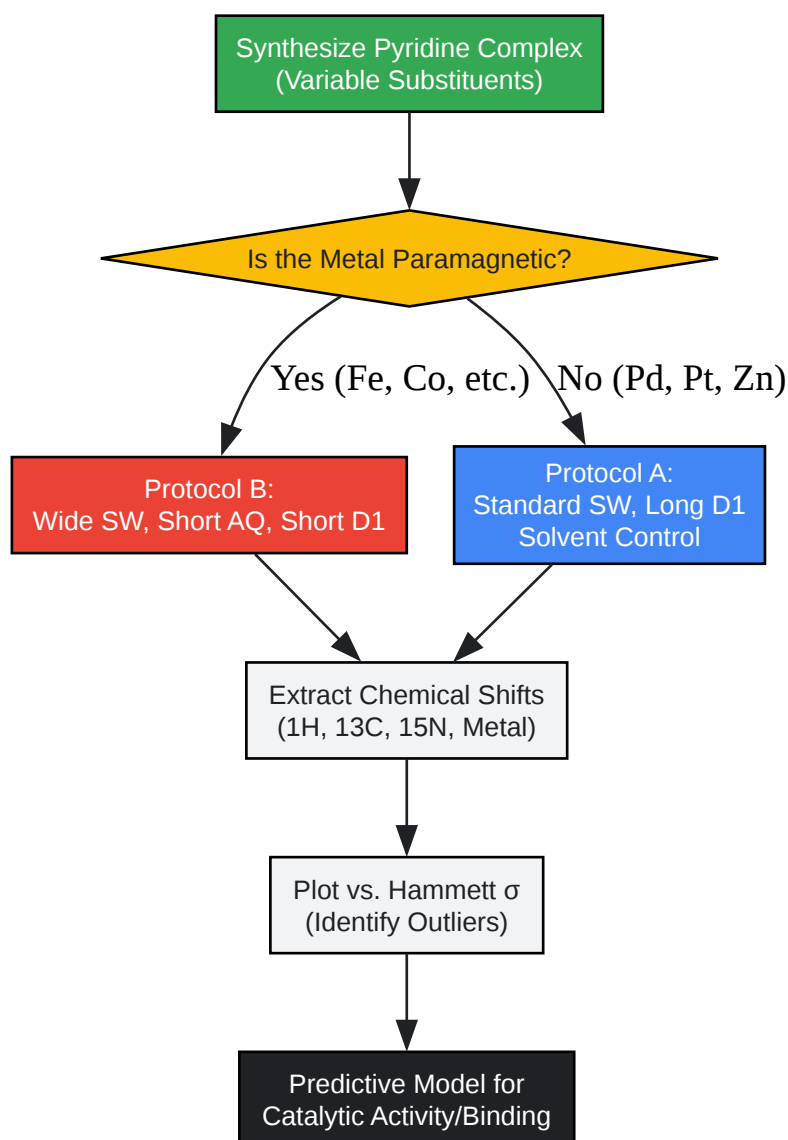 Synthesize Pyridine Complex
(Variable Substituents)
Is the Metal Paramagnetic?
Yes (Fe, Co, etc.)
No (Pd, Pt, Zn)
Protocol B:
Wide SW, Short AQ, Short D1
Protocol A:
Standard SW, Long D1
Solvent Control
Extract Chemical Shifts
(1H, 13C, 15N, Metal)
Plot vs. Hammett σ
(Identify Outliers)
Predictive Model for
Catalytic Activity/Binding